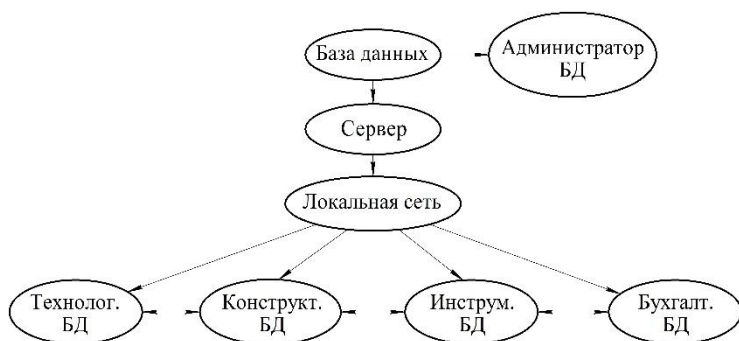 База данных
Администратор
БД
Сервер
Локальная сеть
Технолог.
БД
Конструкт.
БД
Инструм.
БД
Бухгалт.
БД